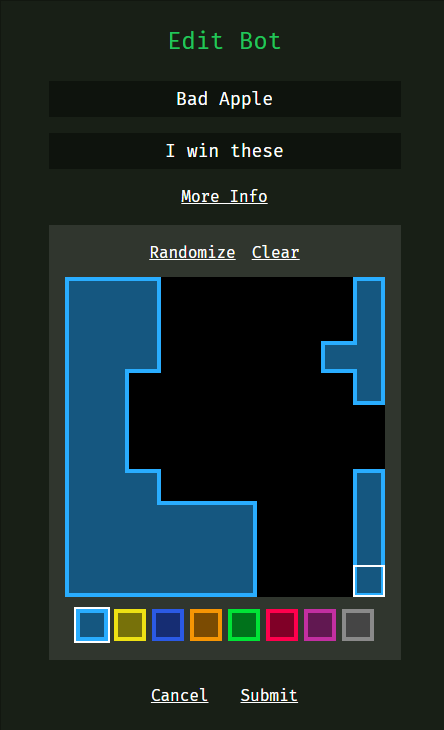 Edit Bot
Bad Apple
I win these
More Info
Randomize Clear
Cancel Submit